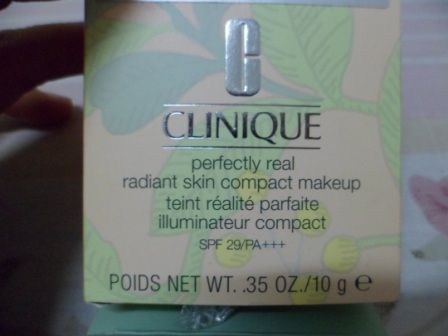 C
CLINIQUE
perfectly real
radiant skin compact makeup
teint réalité parfaite
illuminateur compact
SPF 29/PA+++
POIDS NET WT. .35 OZ./10 g ℮